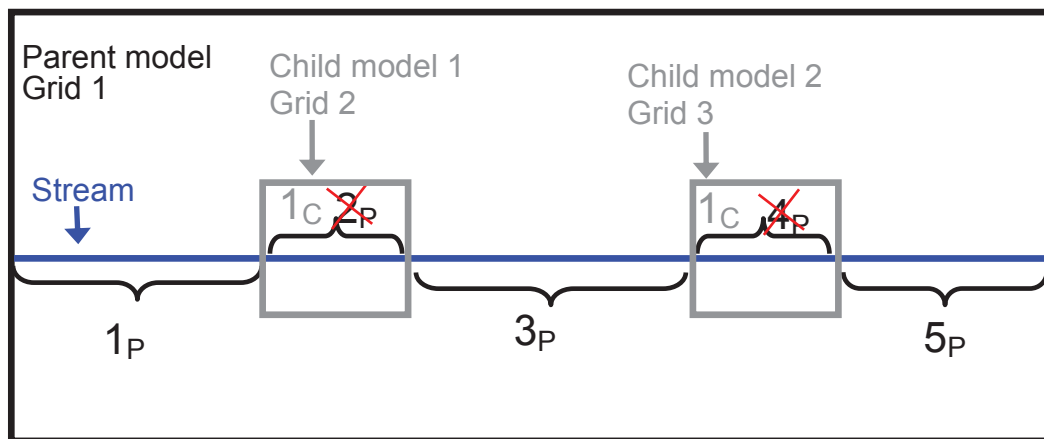 Parent model
Grid 1
Child model 1
Grid 2
Child model 2
Grid 3
Stream
1C 2P
1C 4P
1P
3P
5P